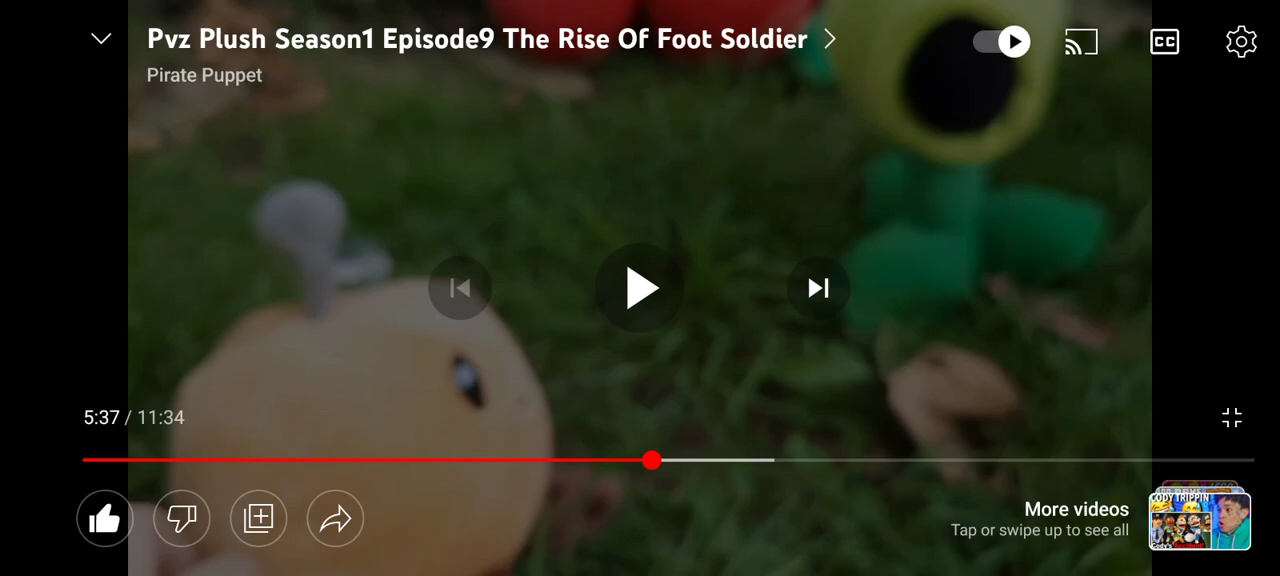 Pvz Plush Season1 Episode9 The Rise Of Foot Soldier
Pirate Puppet
CC
5:37 / 11:34
More videos
Tap or swipe up to see all
CODY TRIPPIN